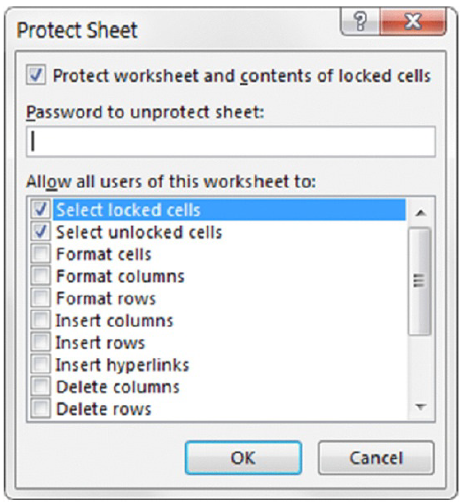 Protect Sheet
Protect worksheet and contents of locked cells
Password to unprotect sheet:
Allow all users of this worksheet to:
Select locked cells
Select unlocked cells
Format cells
Format columns
Format rows
Insert columns
Insert rows
Insert hyperlinks
Delete columns
Delete rows
OK Cancel